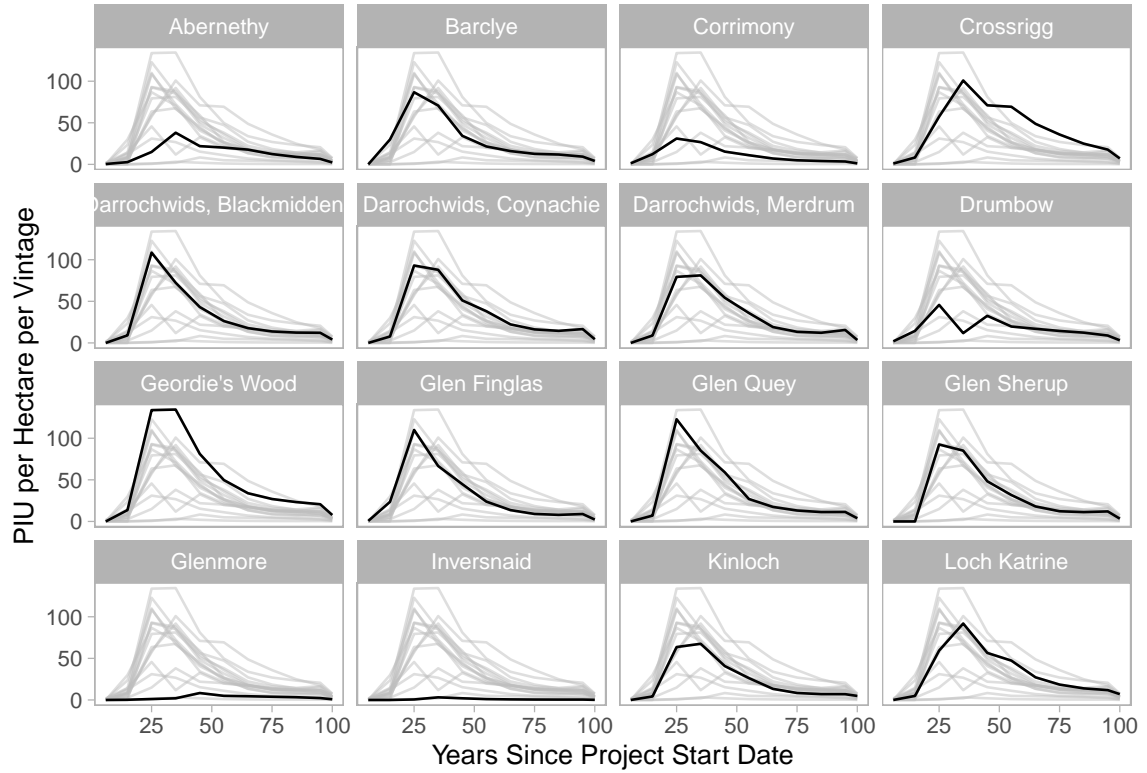 Abernethy Barclye Corrimony Crossrigg
100
50
0
Darrochwids, Blackmidden Darrochwids, Coynachie Darrochwids, Merdrum Drumbow
100
50
0
Geordie's Wood Glen Finglas Glen Quey Glen Sherup
100
50
0
Glenmore Inversnaid Kinloch Loch Katrine
100
50
0
25 50 75 100 25 50 75 100 25 50 75 100 25 50 75 100
Years Since Project Start Date
PIU per Hectare per Vintage